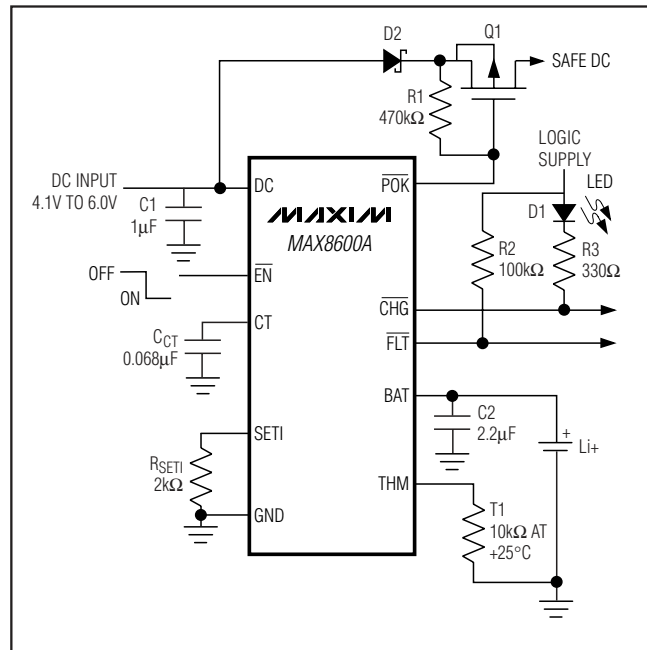 D2
Q1
SAFE DC
R1
470kΩ
LOGIC
SUPPLY
LED
DC INPUT
4.1V TO 6.0V
C1
1µF
DC
POK
MAXIM
MAX8600A
D1
R2
100kΩ
R3
330Ω
OFF
ON
EN
CHG
CT
FLT
CCT
0.068µF
BAT
C2
2.2µF
+
Li+
SETI
RSETI
2kΩ
THM
T1
10kΩ AT
+25°C
GND